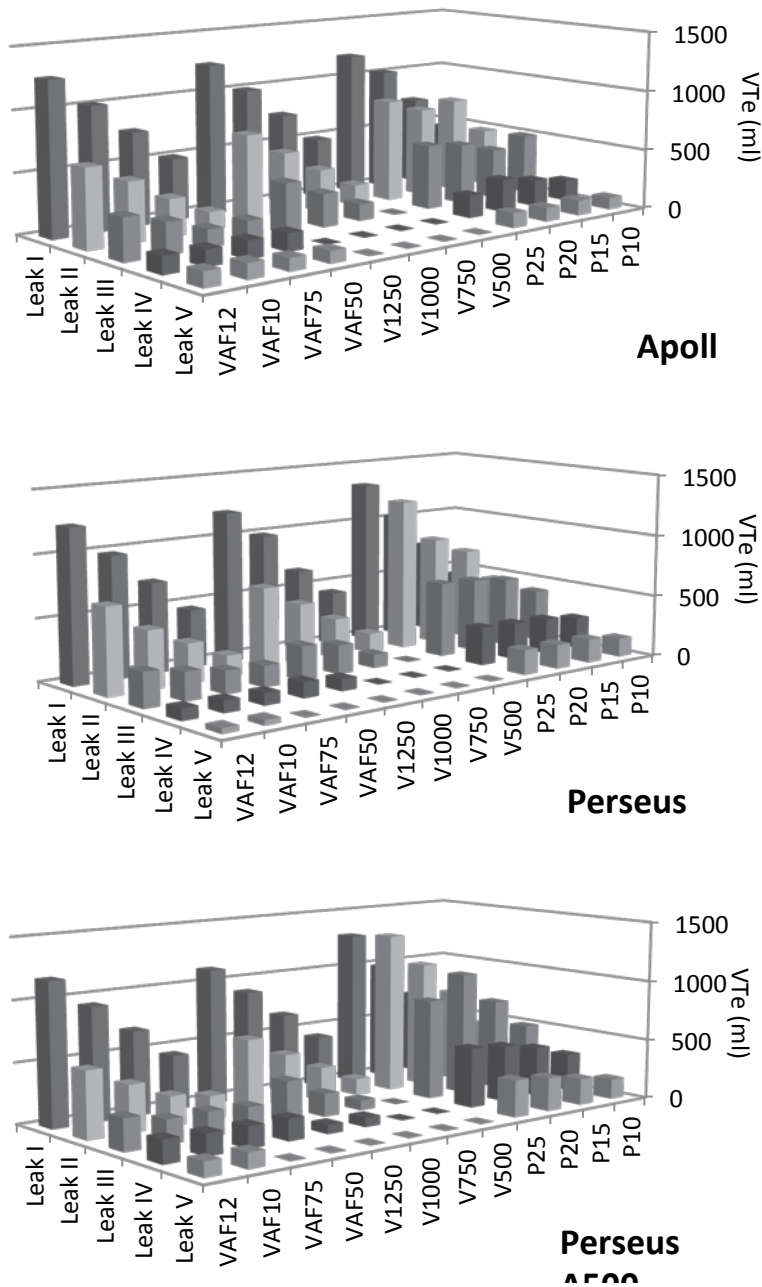 1500
1000
500
0
VTe (ml)
Leak I
Leak II
Leak III
Leak IV
Leak V
VAF12
VAF10
VAF75
VAF50
V1250
V1000
V750
V500
P25
P20
P15
P10
Apoll
1500
1000
500
0
VTe (ml)
Leak I
Leak II
Leak III
Leak IV
Leak V
VAF12
VAF10
VAF75
VAF50
V1250
V1000
V750
V500
P25
P20
P15
P10
Perseus
1500
1000
500
0
VTe (ml)
Leak I
Leak II
Leak III
Leak IV
Leak V
VAF12
VAF10
VAF75
VAF50
V1250
V1000
V750
V500
P25
P20
P15
P10
Perseus
A500